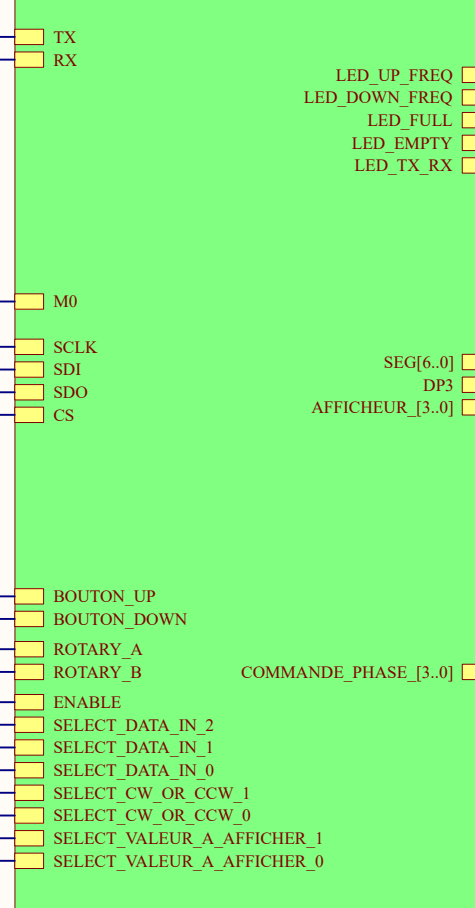 TX
RX
LED_UP_FREQ
LED_DOWN_FREQ
LED_FULL
LED_EMPTY
LED_TX_RX
M0
SCLK
SDI
SDO
CS
SEG[6..0]
DP3
AFFICHEUR_[3..0]
BOUTON_UP
BOUTON_DOWN
ROTARY_A
ROTARY_B
COMMANDE_PHASE_[3..0]
ENABLE
SELECT_DATA_IN_2
SELECT_DATA_IN_1
SELECT_DATA_IN_0
SELECT_CW_OR_CCW_1
SELECT_CW_OR_CCW_0
SELECT_VALEUR_A_AFFICHER_1
SELECT_VALEUR_A_AFFICHER_0